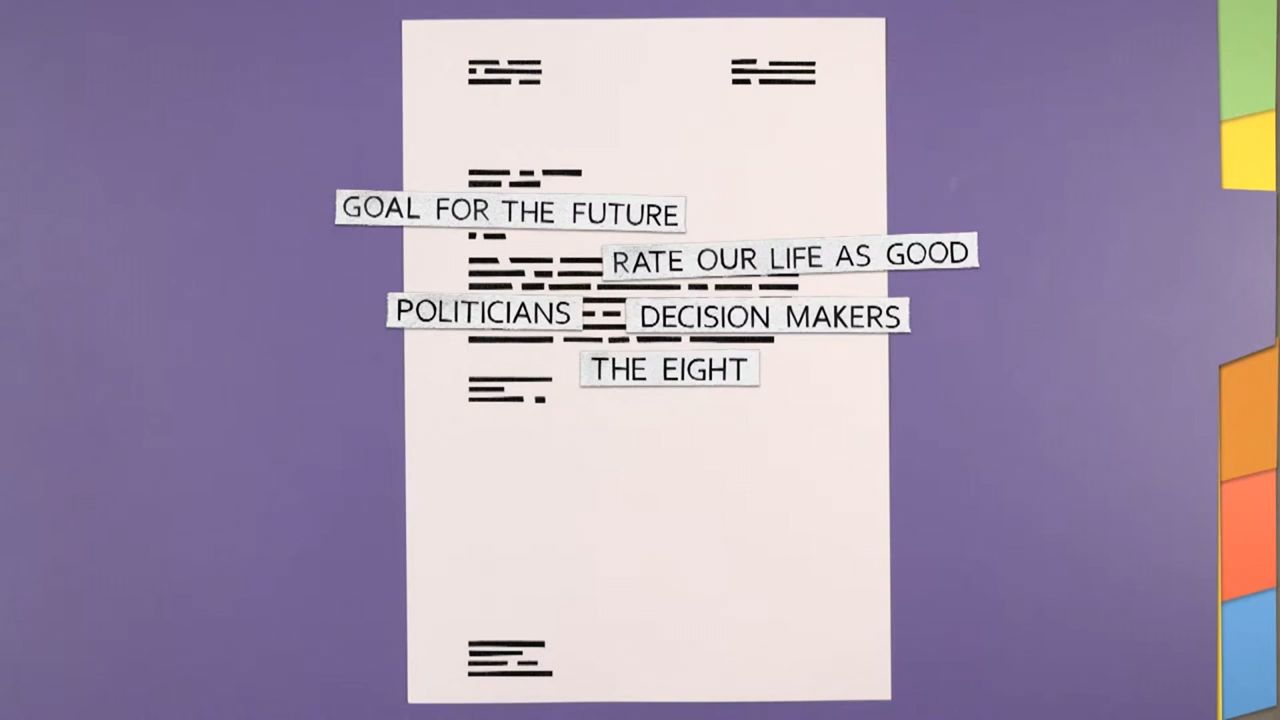 GOAL FOR THE FUTURE
RATE OUR LIFE AS GOOD
POLITICIANS
DECISION MAKERS
THE EIGHT